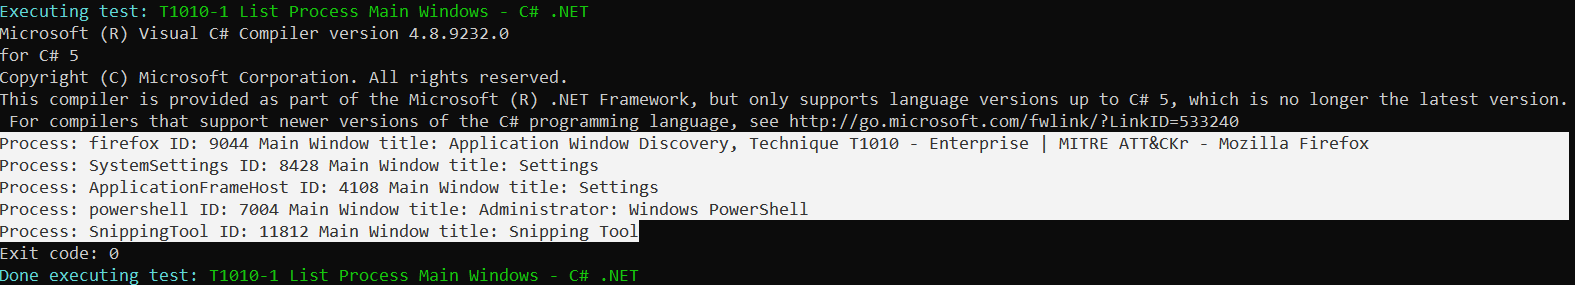 Executing test: T1010-1 List Process Main Windows - C# .NET
Microsoft (R) Visual C# Compiler version 4.8.9232.0
for C# 5
Copyright (C) Microsoft Corporation. All rights reserved.
This compiler is provided as part of the Microsoft (R) .NET Framework, but only supports language versions up to C# 5, which is no longer the latest version.
For compilers that support newer versions of the C# programming language, see http://go.microsoft.com/fwlink/?LinkID=533240
Process: firefox ID: 9044 Main Window title: Application Window Discovery, Technique T1010 - Enterprise | MITRE ATT&CKr - Mozilla Firefox
Process: SystemSettings ID: 8428 Main Window title: Settings
Process: ApplicationFrameHost ID: 4108 Main Window title: Settings
Process: powershell ID: 7004 Main Window title: Administrator: Windows PowerShell
Process: SnippingTool ID: 11812 Main Window title: Snipping Tool
Exit code: 0
Done executing test: T1010-1 List Process Main Windows - C# .NET